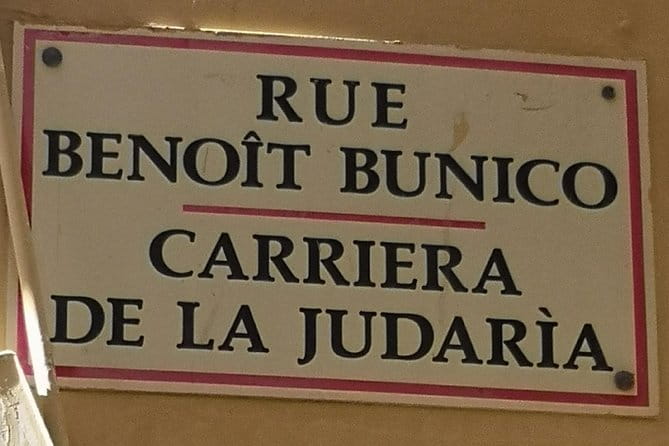 RUE
BENOÎT BUNICO
CARRIERA
DE LA JUDARÌA